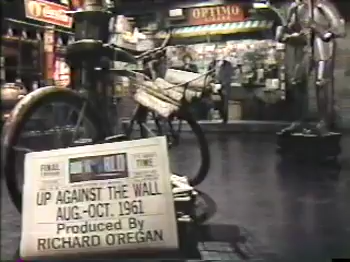 OPTIMO
FINAL
TIME
UP AGAINST THE WALL
AUG.-OCT. 1961
Produced By
RICHARD O'REGAN